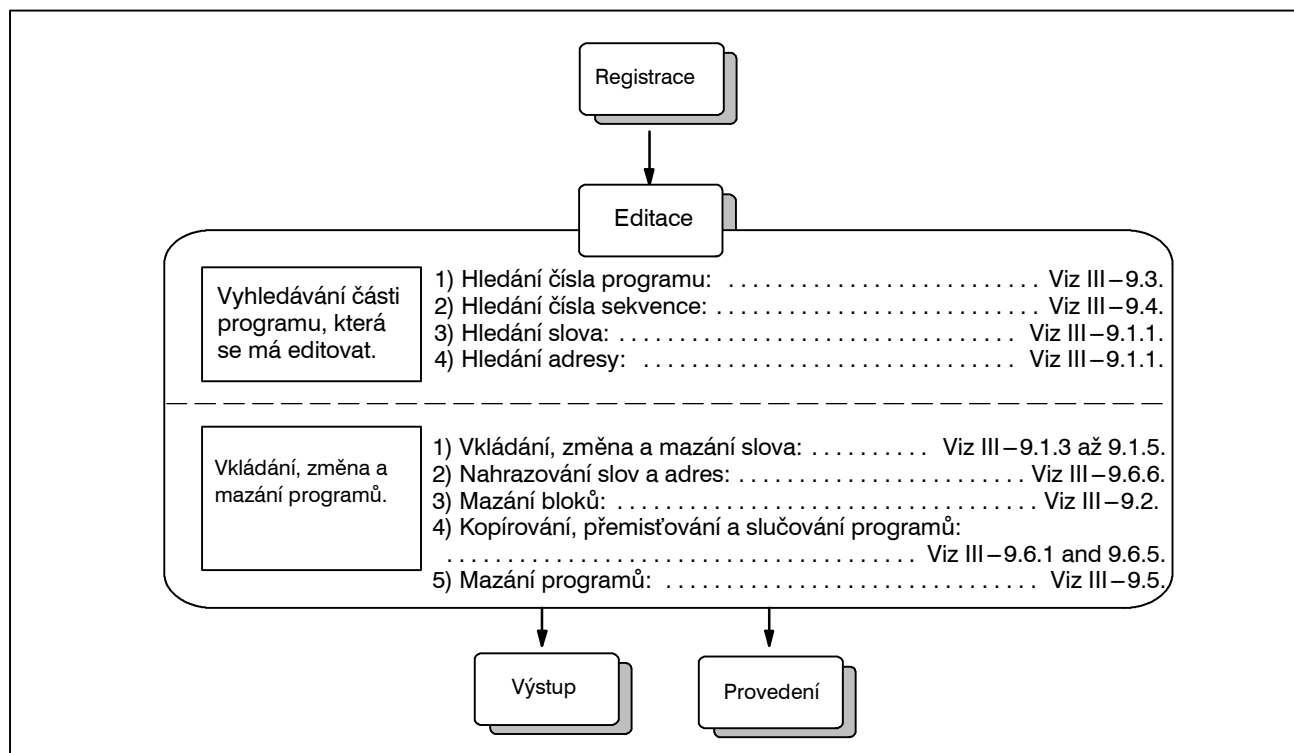 Registrace
Editace
Vyhledávání části
programu, která
se má editovat.
1) Hledání čísla programu: . . . . . . . . . . . . . . . . . . . . . . . . . . Viz III–9.3.
2) Hledání čísla sekvence: . . . . . . . . . . . . . . . . . . . . . . . . . . . Viz III–9.4.
3) Hledání slova: . . . . . . . . . . . . . . . . . . . . . . . . . . . . . . . . . Viz III–9.1.1.
4) Hledání adresy: . . . . . . . . . . . . . . . . . . . . . . . . . . . . . . . Viz III–9.1.1.
Vkládání, změna a
mazání programů.
1) Vkládání, změna a mazání slova: . . . . . . . . . . Viz III–9.1.3 až 9.1.5.
2) Nahrazování slov a adres: . . . . . . . . . . . . . . . . . . . . . . . Viz III–9.6.6.
3) Mazání bloků: . . . . . . . . . . . . . . . . . . . . . . . . . . . . . . . . . . Viz III–9.2.
4) Kopírování, přemisťování a slučování programů:
. . . . . . . . . . . . . . . . . . . . . . . . . . . . . . . . . . . . . . . Viz III–9.6.1 and 9.6.5.
5) Mazání programů: . . . . . . . . . . . . . . . . . . . . . . . . . . . . . . Viz III–9.5.
Výstup
Provedení